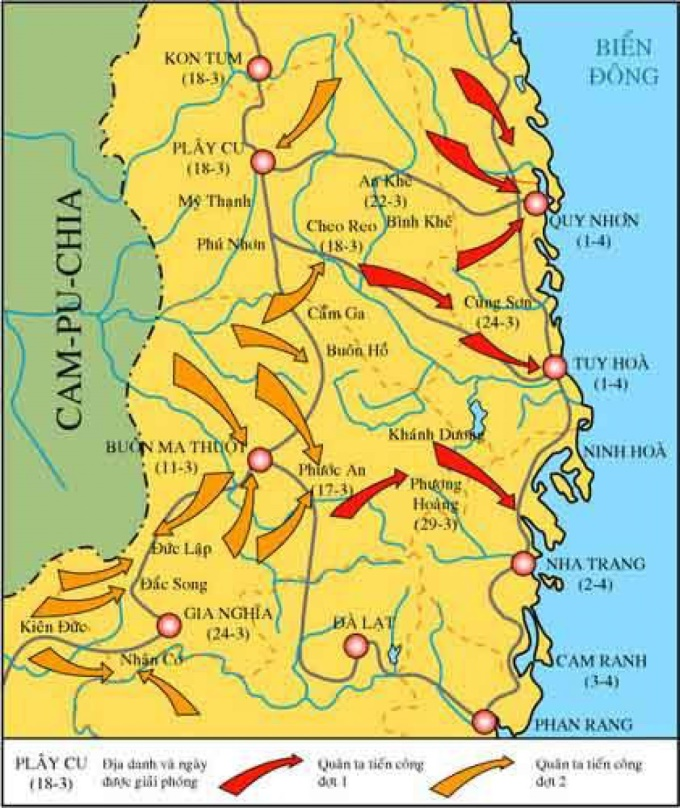 BIỂN
ĐÔNG
KON TUM
(18-3)
PLÂY CU
(18-3)
CAM-PU-CHIA
Mỹ Thạnh
An Khê
(22-3)
Bình Khê
QUY NHƠN
(1-4)
Cheo Reo
(18-3)
Phú Nhơn
Cẩm Ga
Củng Sơn
(24-3)
Buôn Hồ
TUY HOÀ
(1-4)
BUÔN MA THUỘT
(11-3)
Khánh Dương
NINH HOÀ
Phước An
(17-3)
Phượng
Hoàng
(29-3)
Đức Lập
NHA TRANG
(2-4)
Đắc Song
Kiên Đức
GIA NGHĨA
(24-3)
ĐÀ LẠT
Nhân Cơ
CAM RANH
(3-4)
PHAN RANG
PLÂY CU
(18-3)
Địa danh và ngày
được giải phóng
Quân ta tiến công
đợt 1
Quân ta tiến công
đợt 2